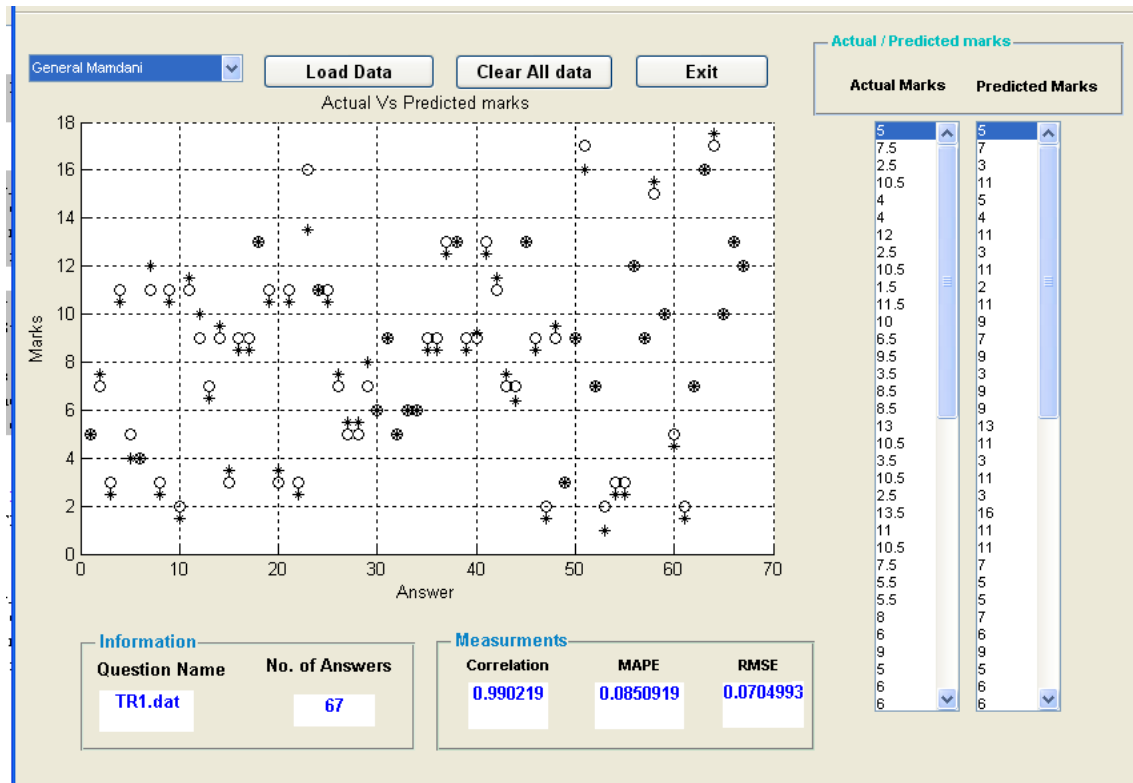 General Mamdani
Load Data
Clear All data
Exit
Actual Vs Predicted marks
18
16
14
12
10
8
6
4
2
0
Marks
0 10 20 30 40 50 60 70
Answer
Actual / Predicted marks
Actual Marks Predicted Marks
5 5
7.5 7
2.5 3
10.5 11
4 5
4 4
12 11
2.5 3
10.5 11
1.5 2
11.5 11
10 9
6.5 7
9.5 9
3.5 3
8.5 9
8.5 9
13 13
10.5 11
3.5 3
10.5 11
2.5 3
13.5 16
11 11
10.5 11
7.5 7
5.5 5
5.5 5
8 7
6 6
9 9
5 5
6 6
6 6
Information
Question Name No. of Answers
TR1.dat 67
Measurments
Correlation MAPE RMSE
0.990219 0.0850919 0.0704993